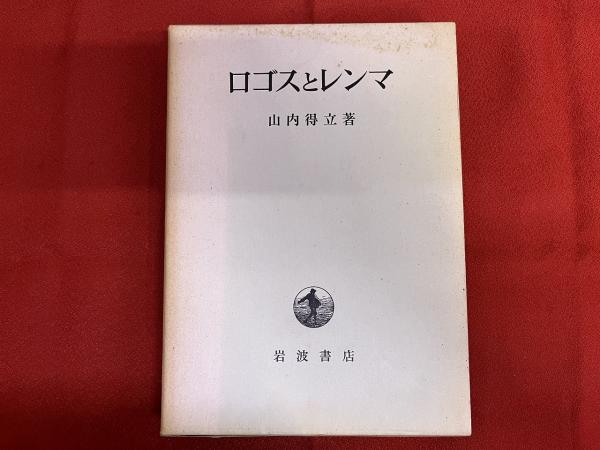 ロゴスとレンマ
山内得立著
岩波書店